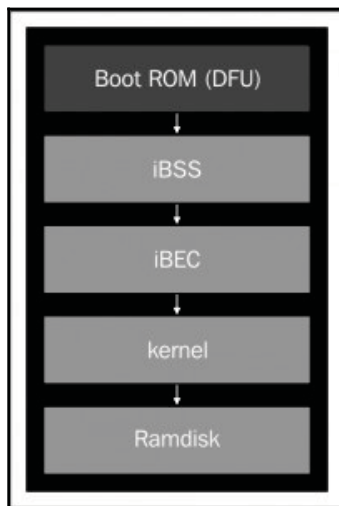 Boot ROM (DFU)
iBSS
iBEC
kernel
Ramdisk